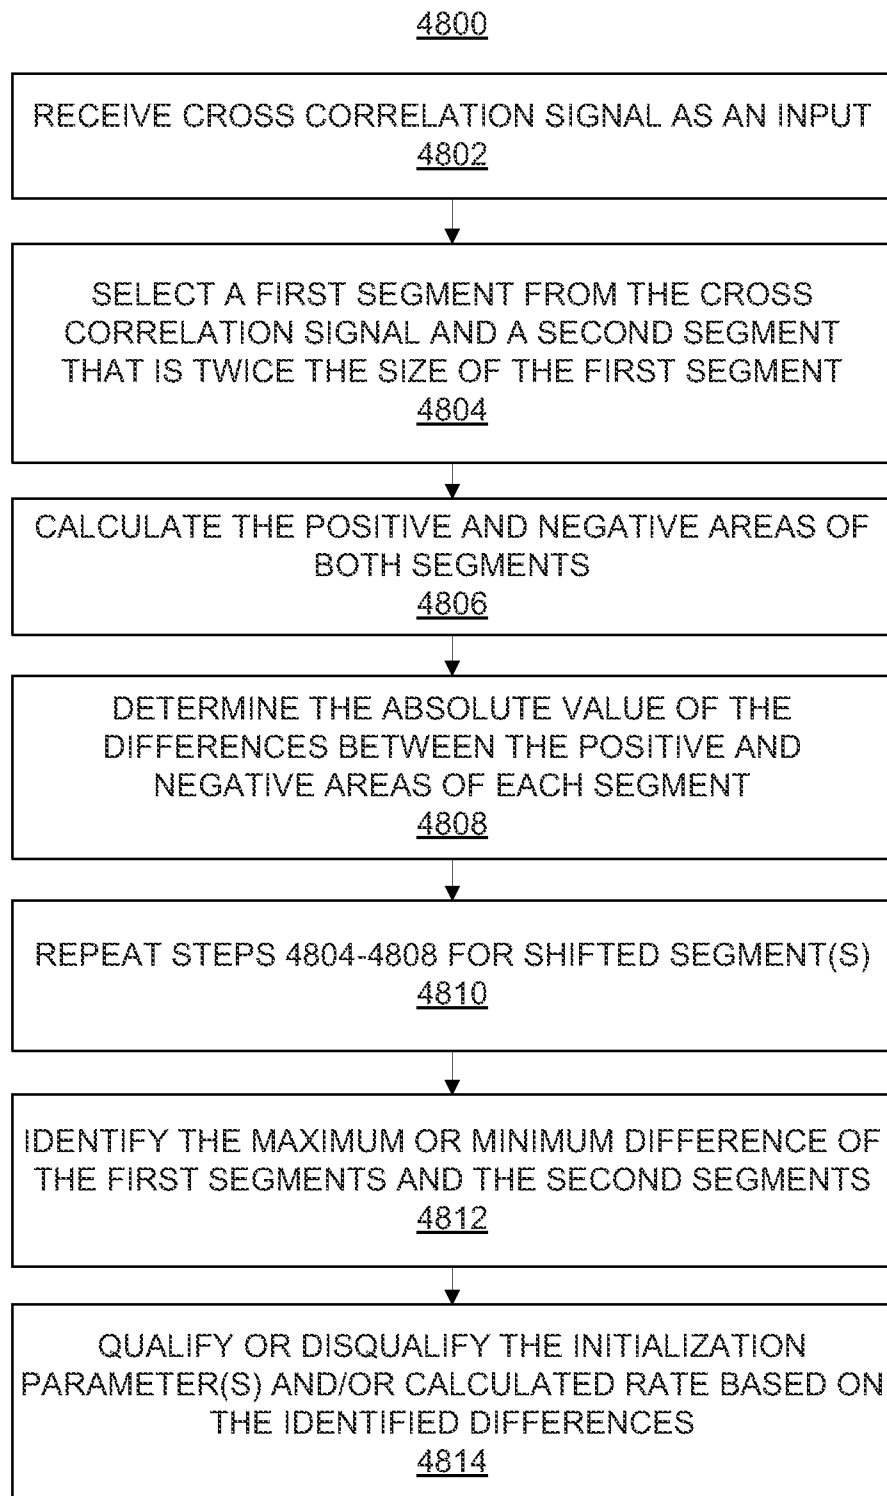 4800
RECEIVE CROSS CORRELATION SIGNAL AS AN INPUT
4802
SELECT A FIRST SEGMENT FROM THE CROSS
CORRELATION SIGNAL AND A SECOND SEGMENT
THAT IS TWICE THE SIZE OF THE FIRST SEGMENT
4804
CALCULATE THE POSITIVE AND NEGATIVE AREAS OF
BOTH SEGMENTS
4806
DETERMINE THE ABSOLUTE VALUE OF THE
DIFFERENCES BETWEEN THE POSITIVE AND
NEGATIVE AREAS OF EACH SEGMENT
4808
REPEAT STEPS 4804-4808 FOR SHIFTED SEGMENT(S)
4810
IDENTIFY THE MAXIMUM OR MINIMUM DIFFERENCE OF
THE FIRST SEGMENTS AND THE SECOND SEGMENTS
4812
QUALIFY OR DISQUALIFY THE INITIALIZATION
PARAMETER(S) AND/OR CALCULATED RATE BASED ON
THE IDENTIFIED DIFFERENCES
4814